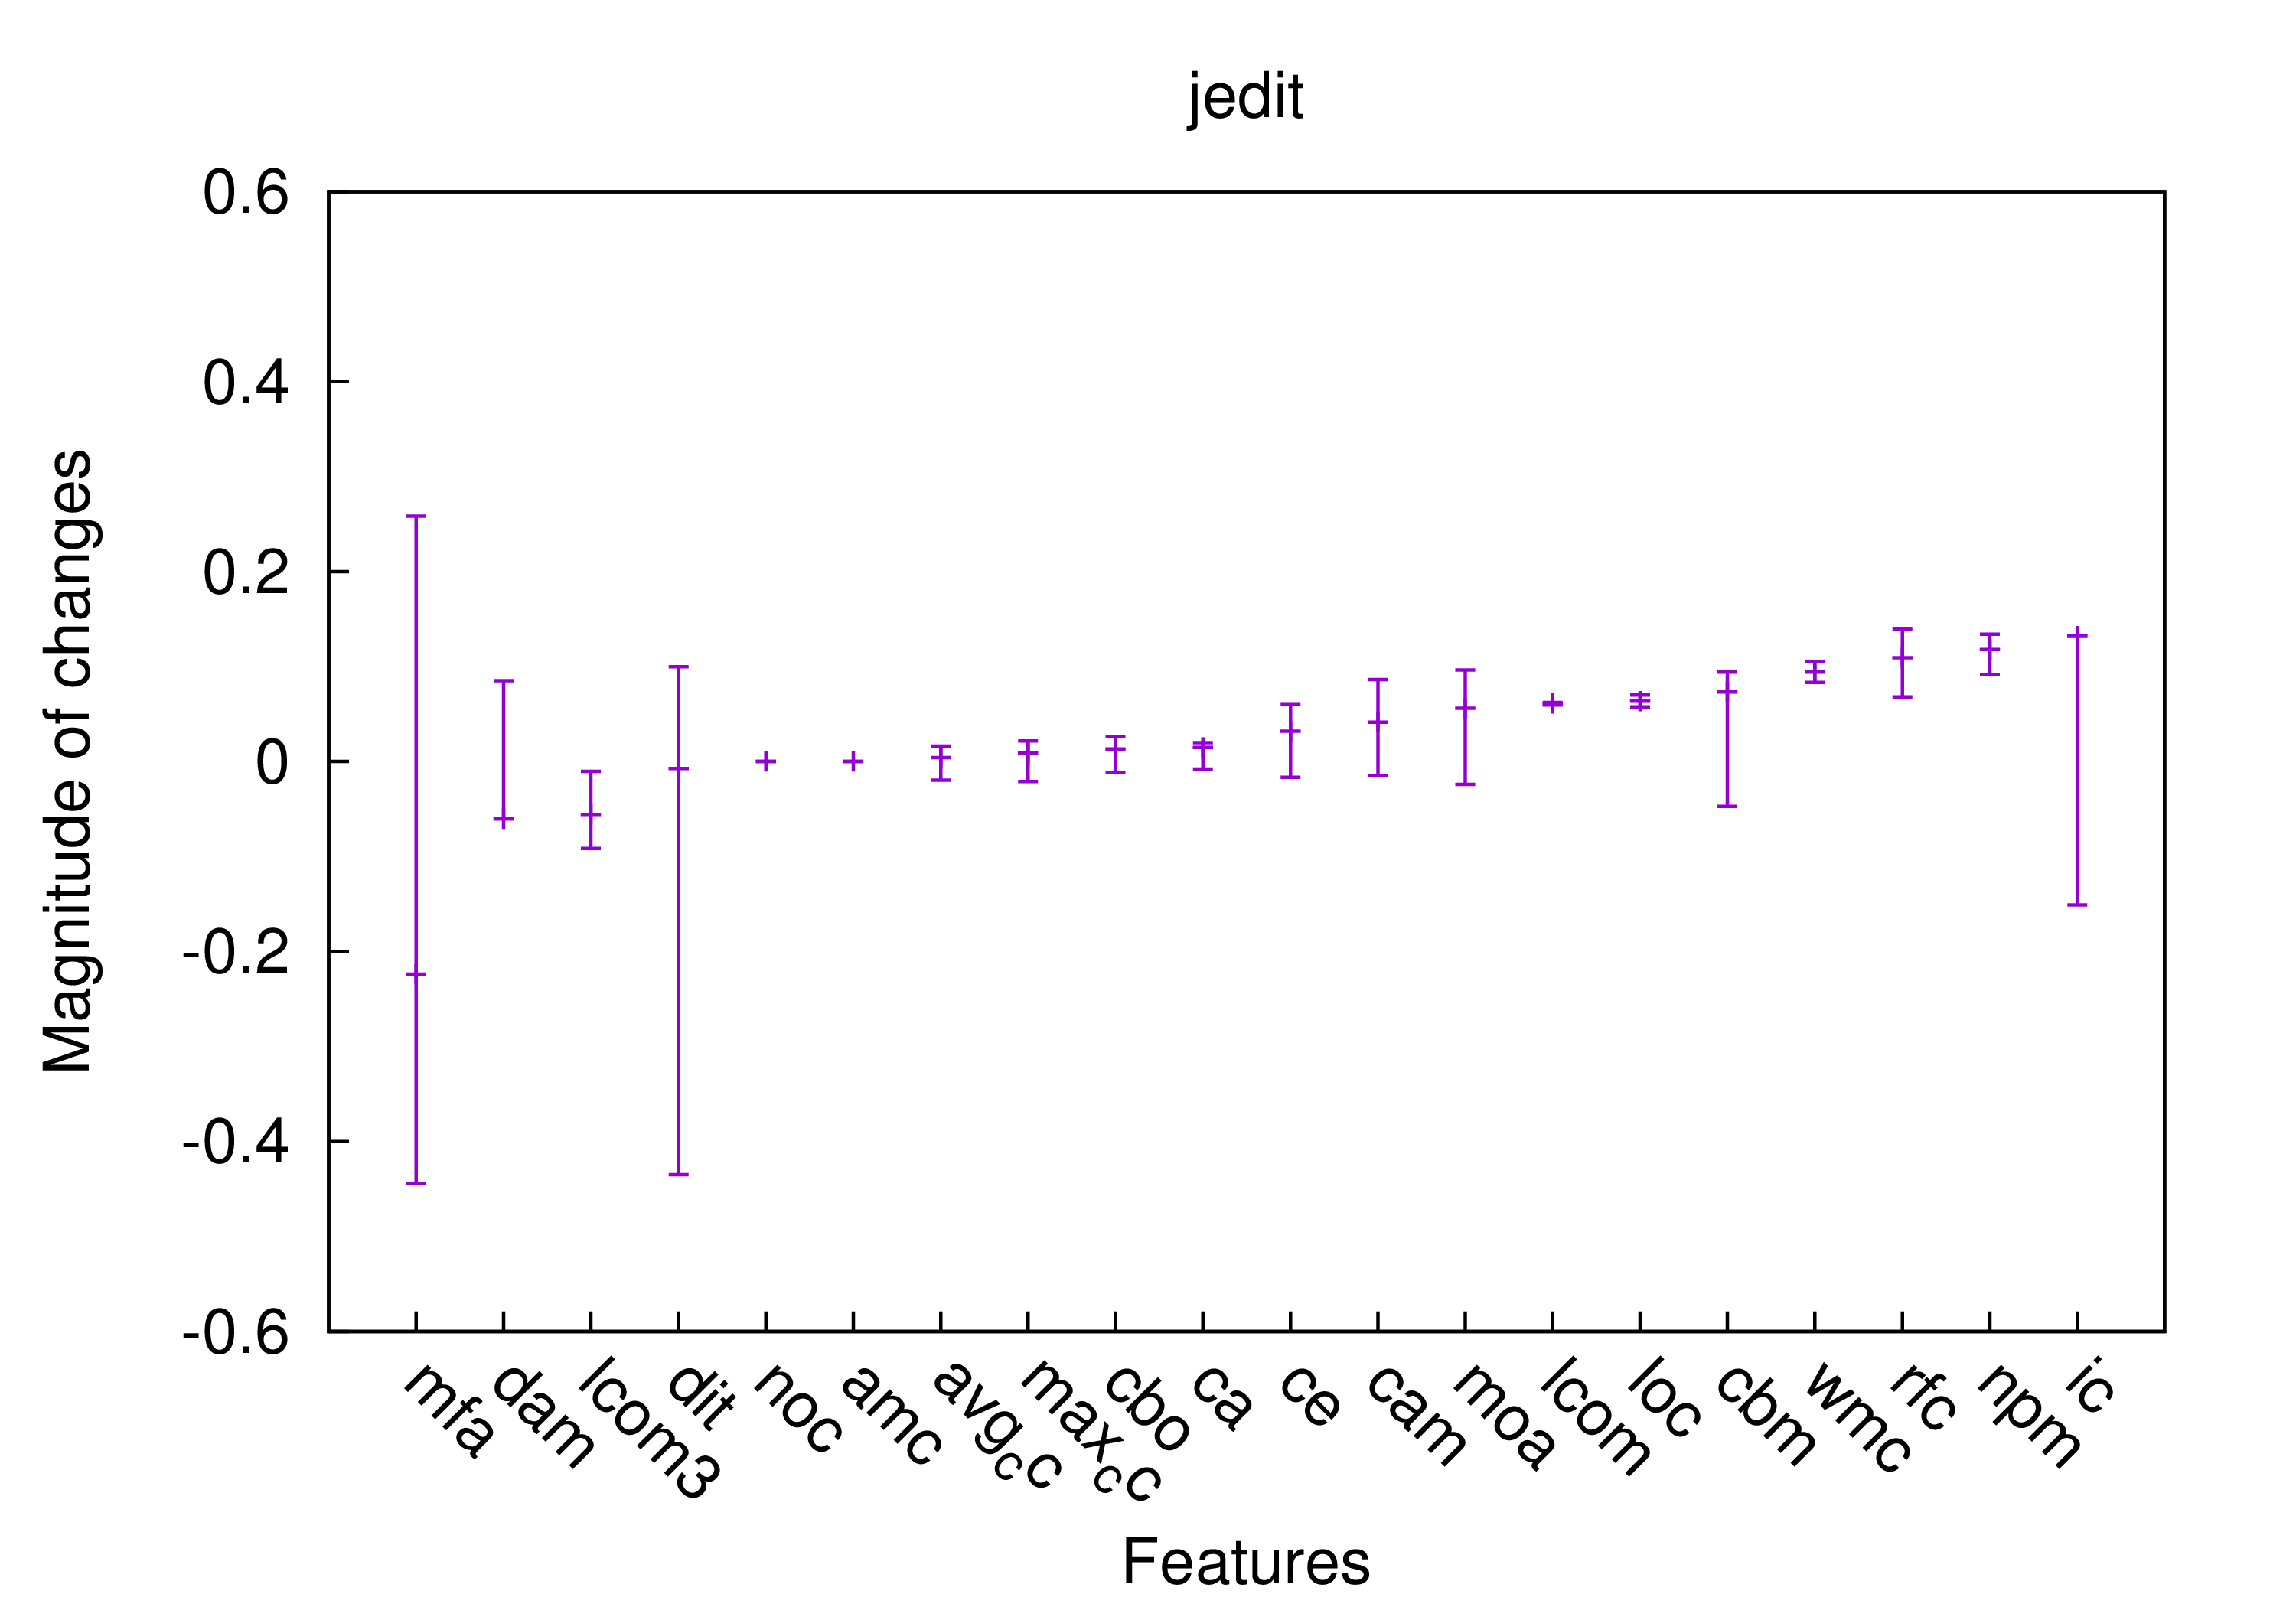 jedit
0.6
0.4
0.2
0
-0.2
-0.4
-0.6
Magnitude of changes
mfa
dam
lcom3
dit
noc
amc
avgcc
maxcc
cbo
ca
ce
cam
moa
lcom
loc
cbm
wmc
rfc
npm
ic
Features